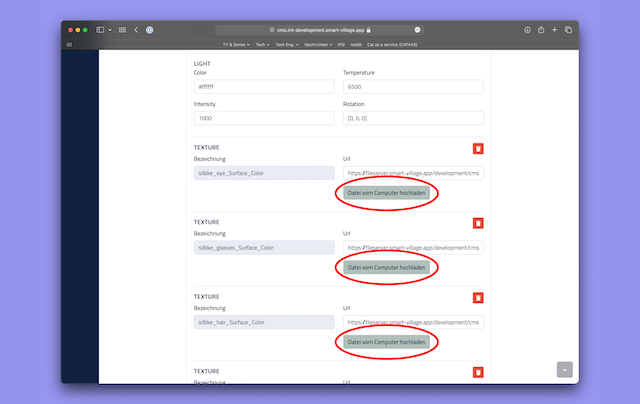 cms.int-development.smart-village.app
TV & Series Tech Tech Eng. Nachrichten RSS reddit Cat as a service (CATAAS)
LIGHT
Color Temperature
#ffffff 6500
Intensity Rotation
1000 [0, 0, 0]
TEXTURE
Bezeichnung Url
silbke_eye_Surface_Color https://fileserver.smart-village.app/development/cms
Datei vom Computer hochladen
TEXTURE
Bezeichnung Url
silbke_glasses_Surface_Color https://fileserver.smart-village.app/development/cms
Datei vom Computer hochladen
TEXTURE
Bezeichnung Url
silbke_hair_Surface_Color https://fileserver.smart-village.app/development/cms
Datei vom Computer hochladen
TEXTURE
Bezeichnung Url